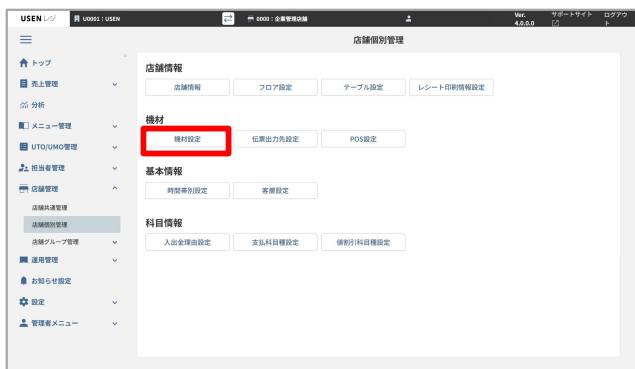 USEN レジ U0001：USEN 0000：企業管理店舗 Ver. 4.0.0.0 サポートサイト ログアウト
店舗個別管理
トップ
売上管理
分析
メニュー管理
UTO/UMO管理
担当者管理
店舗管理
店舗共通管理
店舗個別管理
店舗グループ管理
運用管理
お知らせ設定
設定
管理者メニュー
店舗情報
店舗情報 フロア設定 テーブル設定 レシート印刷情報設定
機材
機材設定 伝票出力先設定 POS設定
基本情報
時間帯別設定 客層設定
科目情報
入出金理由設定 支払科目種設定 値割引科目種設定